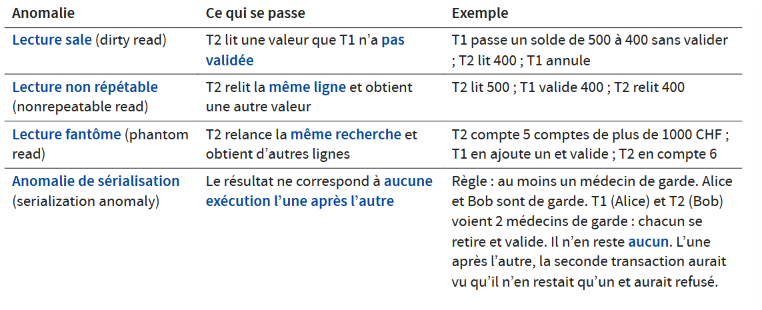 Anomalie Ce qui se passe Exemple
Lecture sale (dirty read) T2 lit une valeur que T1 n’a pas T1 passe un solde de 500 à 400 sans valider
validée ; T2 lit 400 ; T1 annule
Lecture non répétable T2 relit la même ligne et obtient T2 lit 500 ; T1 valide 400 ; T2 relit 400
(nonrepeatable read) une autre valeur
Lecture fantôme (phantom T2 relance la même recherche et T2 compte 5 comptes de plus de 1000 CHF ;
read) obtient d’autres lignes T1 en ajoute un et valide ; T2 en compte 6
Anomalie de sérialisation Le résultat ne correspond à aucune Règle : au moins un médecin de garde. Alice
(serialization anomaly) exécution l’une après l’autre et Bob sont de garde. T1 (Alice) et T2 (Bob)
voient 2 médecins de garde : chacun se
retire et valide. Il n’en reste aucun. L’une
après l’autre, la seconde transaction aurait
vu qu’il n’en restait qu’un et aurait refusé.